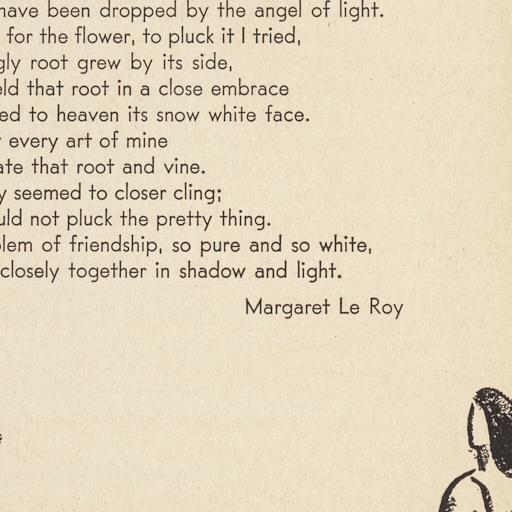 have been dropped by the angel of light.
for the flower, to pluck it I tried,
gly root grew by its side,
eld that root in a close embrace
ed to heaven its snow white face.
every art of mine
ate that root and vine.
y seemed to closer cling;
uld not pluck the pretty thing.
blem of friendship, so pure and so white,
closely together in shadow and light.
Margaret Le Roy